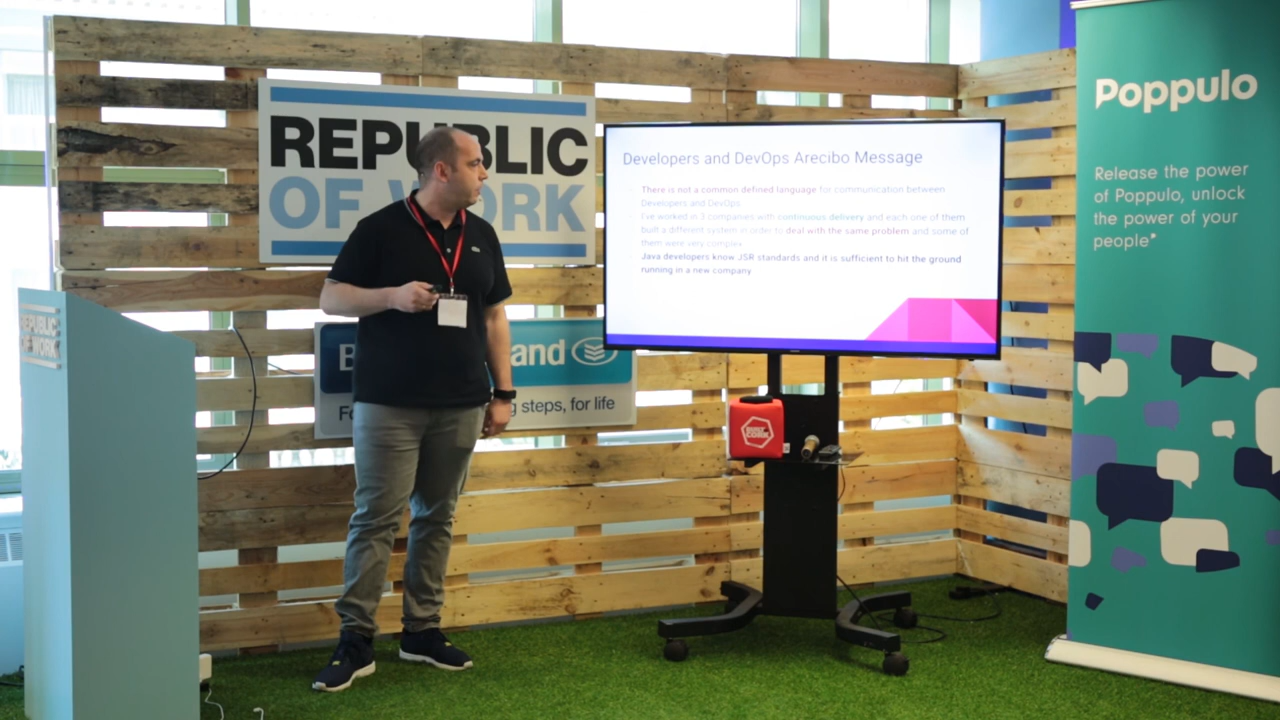 REPUBLIC
OF WORK
REPUBLIC
OF WORK
B and
Fo g steps, for life
Developers and DevOps Arecibo Message
There is not a common defined language for communication between
Developers and DevOps
I've worked in 3 companies with continuous delivery and each one of them
built a different system in order to deal with the same problem and some of
them were very complex
Java developers know JSR standards and it is sufficient to hit the ground
running in a new company
BUILT
CORK
Poppulo
Release the power
of Poppulo, unlock
the power of your
people*